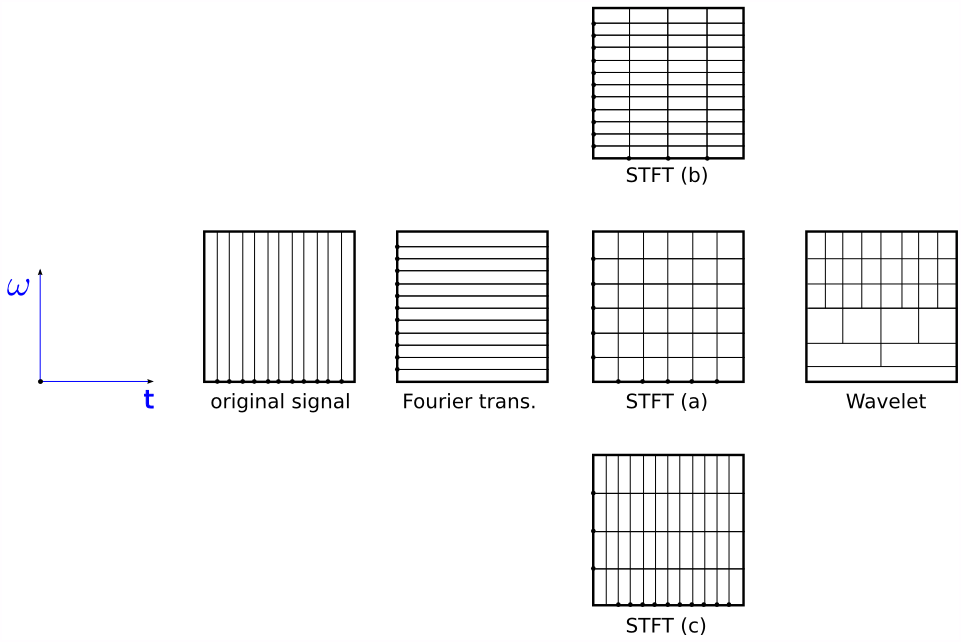 STFT (b)
ω
t
original signal
Fourier trans.
STFT (a)
Wavelet
STFT (c)